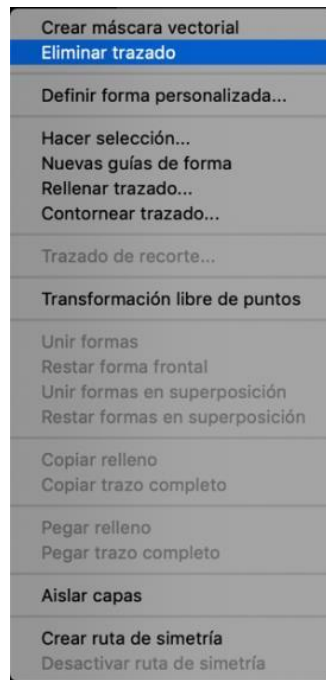 Crear máscara vectorial
Eliminar trazado
Definir forma personalizada...
Hacer selección...
Nuevas guías de forma
Rellenar trazado...
Contornear trazado...
Trazado de recorte...
Transformación libre de puntos
Unir formas
Restar forma frontal
Unir formas en superposición
Restar formas en superposición
Copiar relleno
Copiar trazo completo
Pegar relleno
Pegar trazo completo
Aislar capas
Crear ruta de simetría
Desactivar ruta de simetría